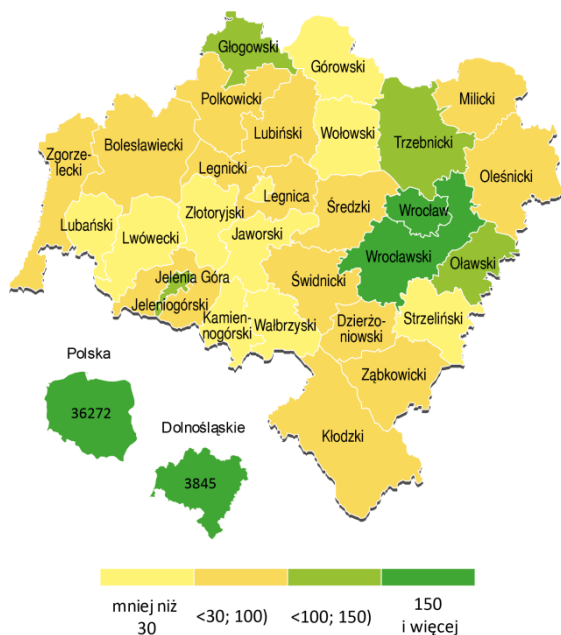 Głogowski
Górowski
Polkowicki
Milicki
Lubiński
Wołowski
Trzebnicki
Zgorze-
lecki
Bolesławiecki
Legnicki
Oleśnicki
Legnica
Średzki
Wrocław
Złotoryjski
Lubański
Lwówecki
Jaworski
Wrocławski
Oławski
Jelenia Góra
Świdnicki
Jeleniogórski
Kamien-
nogórski
Wałbrzyski
Dzierżo-
niowski
Strzeliński
Ząbkowicki
Kłodzki
Polska
36272
Dolnośląskie
3845
mniej niż
30
<30; 100)
<100; 150)
150
i więcej